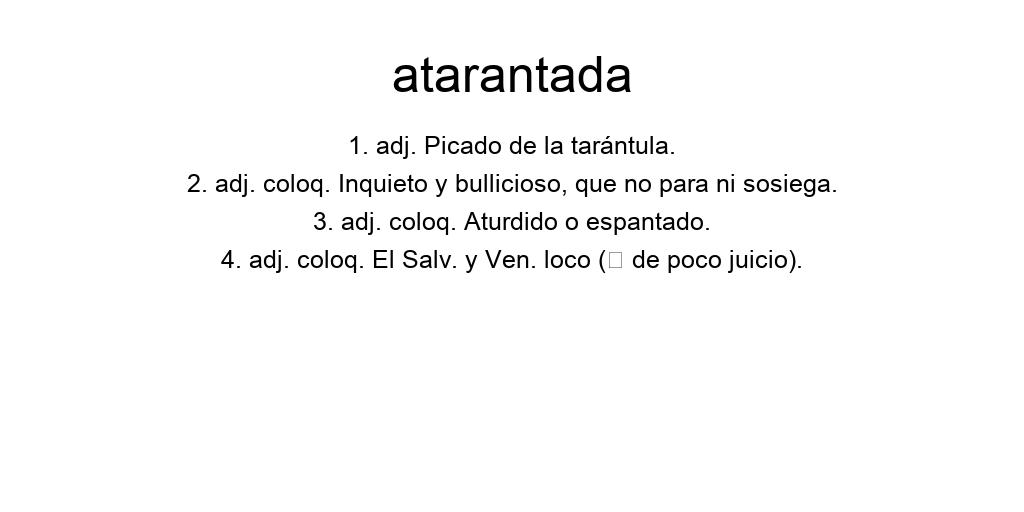 atarantada
1. adj. Picado de la tarántula.
2. adj. coloq. Inquieto y bullicioso, que no para ni sosiega.
3. adj. coloq. Aturdido o espantado.
4. adj. coloq. El Salv. y Ven. loco (□ de poco juicio).